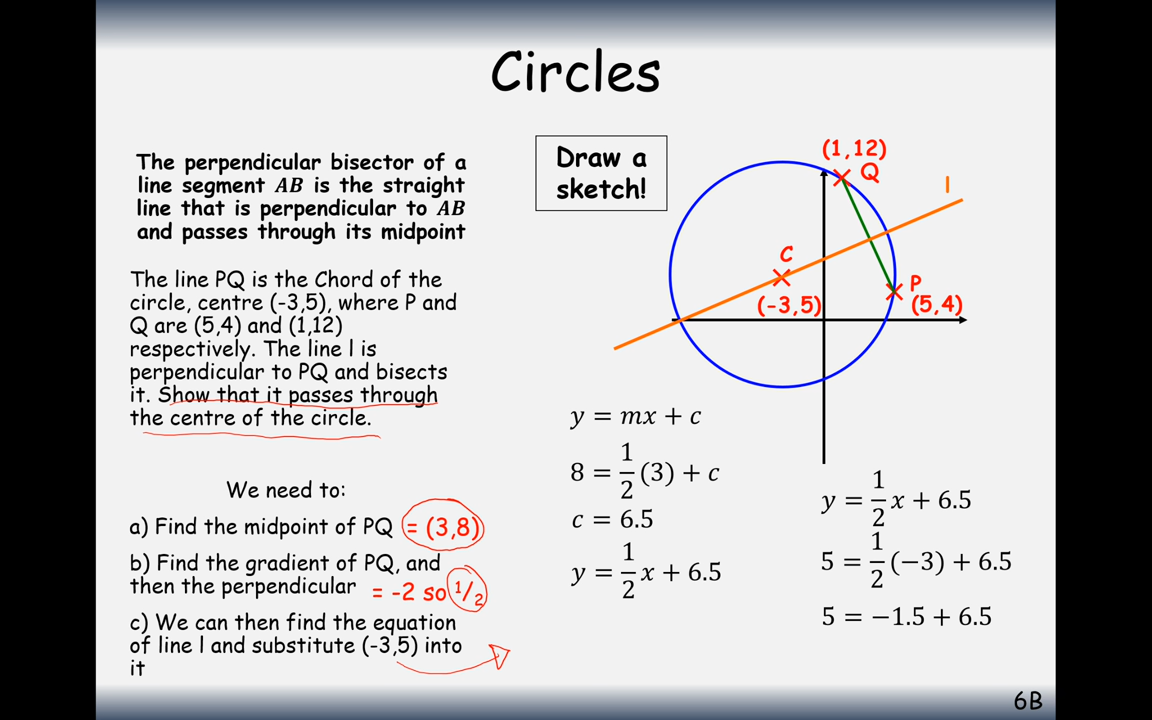 Circles
The perpendicular bisector of a
line segment AB is the straight
line that is perpendicular to AB
and passes through its midpoint
The line PQ is the Chord of the
circle, centre (-3,5), where P and
Q are (5,4) and (1,12)
respectively. The line l is
perpendicular to PQ and bisects
it. Show that it passes through
the centre of the circle.
We need to:
a) Find the midpoint of PQ = (3,8)
b) Find the gradient of PQ, and
then the perpendicular = -2 so 1/2
c) We can then find the equation
of line l and substitute (-3,5) into
it
Draw a
sketch!
(1,12)
Q
l
C
(-3,5)
P
(5,4)
y = mx + c
8 = 1/2(3) + c
c = 6.5
y = 1/2x + 6.5
y = 1/2x + 6.5
5 = 1/2(−3) + 6.5
5 = −1.5 + 6.5
6B